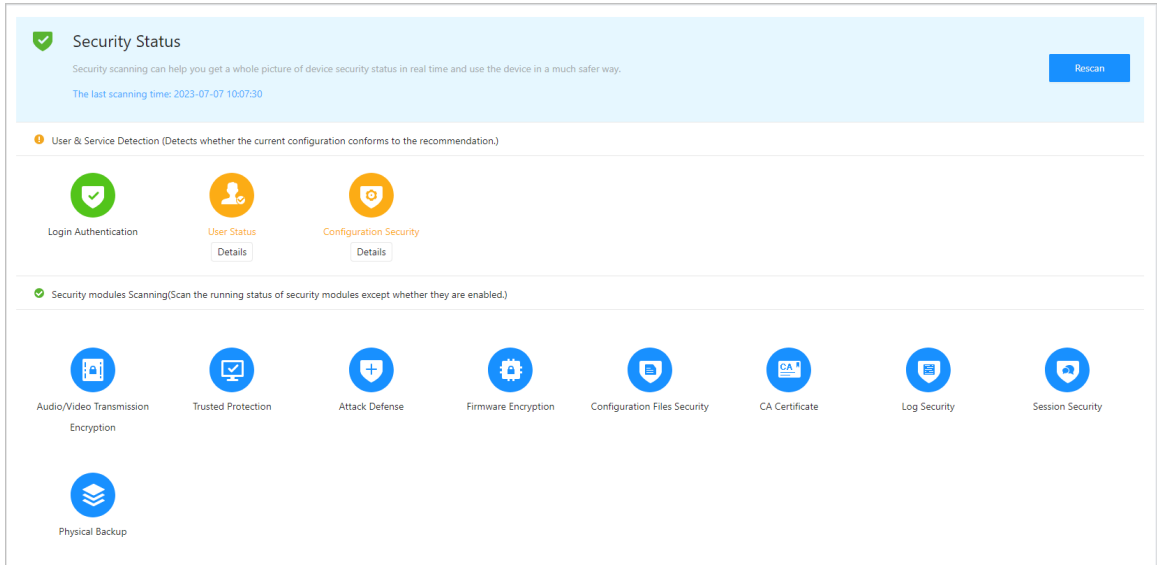 Security Status
Security scanning can help you get a whole picture of device security status in real time and use the device in a much safer way.
Rescan
The last scanning time: 2023-07-07 10:07:30
User & Service Detection (Detects whether the current configuration conforms to the recommendation.)
Login Authentication
User Status
Configuration Security
Details
Details
Security modules Scanning(Scan the running status of security modules except whether they are enabled.)
CA
Audio/Video Transmission
Encryption
Trusted Protection
Attack Defense
Firmware Encryption
Configuration Files Security
CA Certificate
Log Security
Session Security
Physical Backup